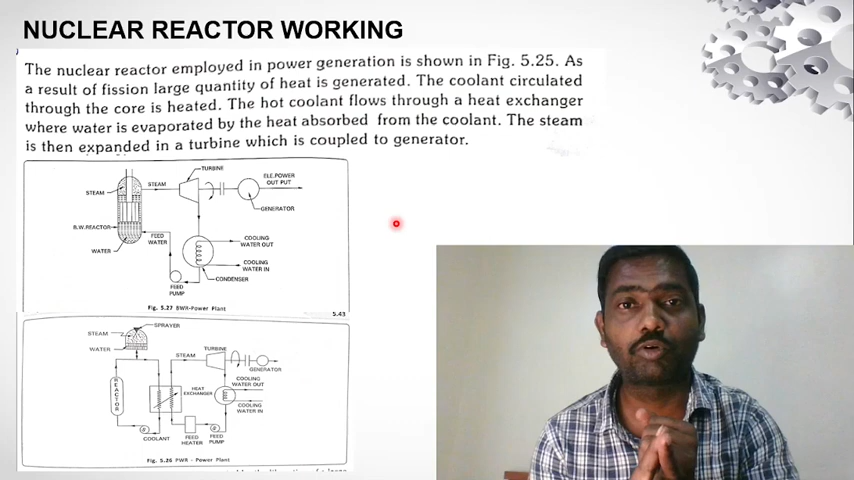 NUCLEAR REACTOR WORKING
The nuclear reactor employed in power generation is shown in Fig. 5.25. As
a result of fission large quantity of heat is generated. The coolant circulated
through the core is heated. The hot coolant flows through a heat exchanger
where water is evaporated by the heat absorbed from the coolant. The steam
is then expanded in a turbine which is coupled to generator.
TURBINE
STEAM
STEAM
ELE.POWER
OUT PUT
GENERATOR
B.W.REACTOR
FEED
WATER
WATER
COOLING
WATER OUT
COOLING
WATER IN
CONDENSER
FEED
PUMP
Fig. 5.27 BWR-Power Plant
5.43
SPRAYER
STEAM
WATER
STEAM
TURBINE
GENERATOR
COOLING
WATER OUT
REACTOR
HEAT
EXCHANGER
COOLING
WATER IN
COOLANT
FEED
HEATER
FEED
PUMP
Fig. 5.26 PWR - Power Plant